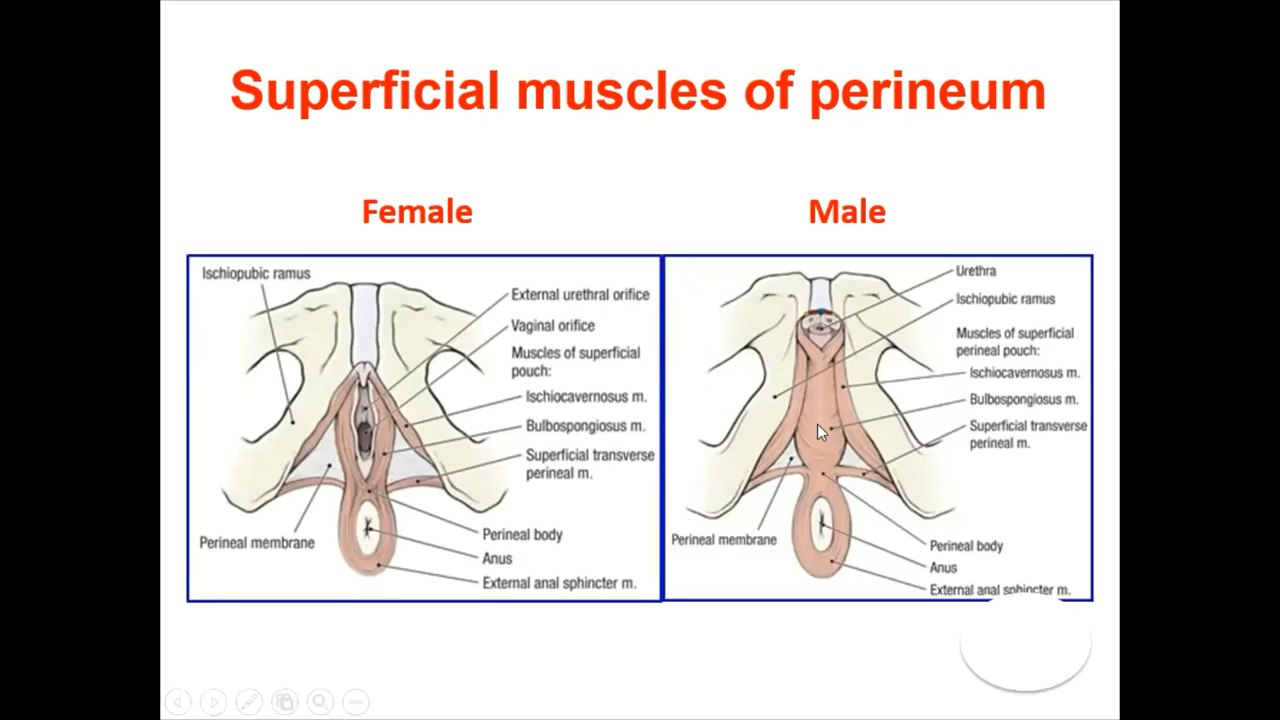 Superficial muscles of perineum
Female
Ischiopubic ramus
External urethral orifice
Vaginal orifice
Muscles of superficial
pouch:
Ischiocavernosus m.
Bulbospongiosus m.
Superficial transverse
perineal m.
Perineal membrane
Perineal body
Anus
External anal sphincter m.
Male
Urethra
Ischiopubic ramus
Muscles of superficial
perineal pouch:
Ischiocavernosus m.
Bulbospongiosus m.
Superficial transverse
perineal m.
Perineal membrane
Perineal body
Anus
External anal sphincter m.